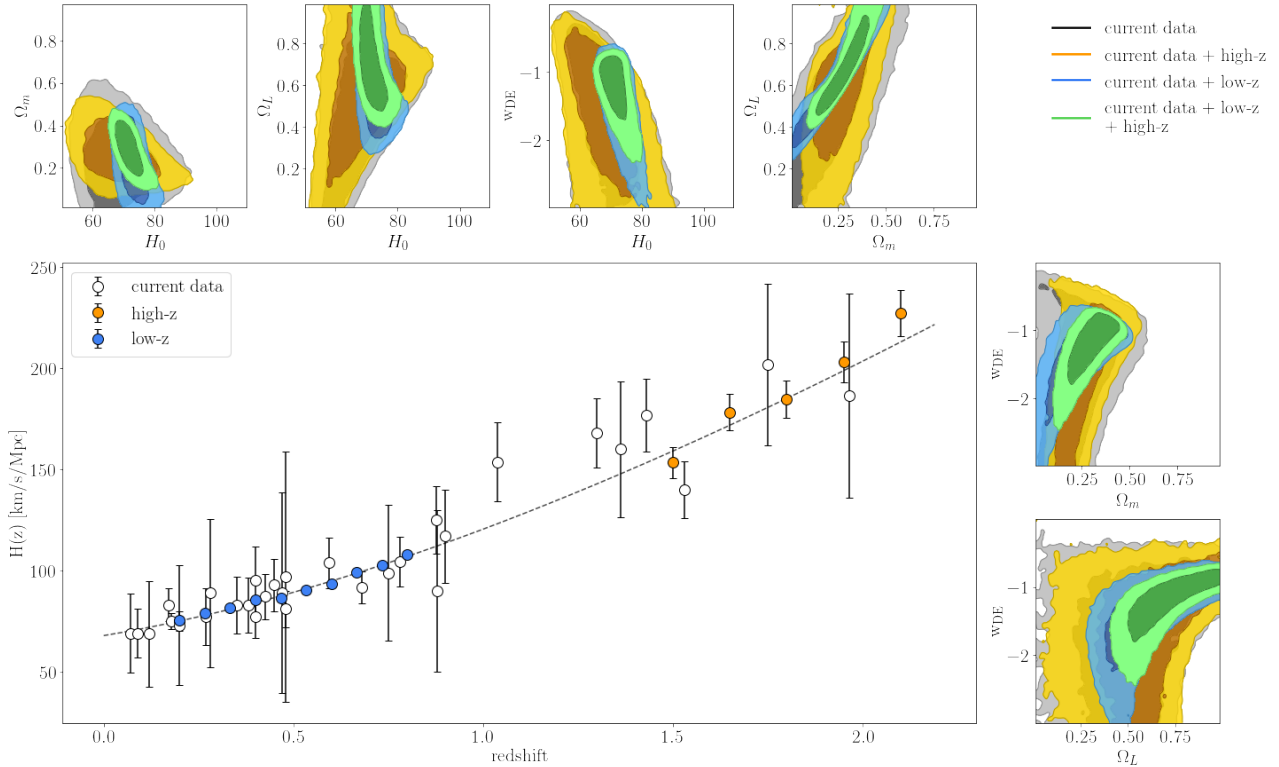 0.8
0.6
0.4
0.2
Ω_m
60 80 100
H_0
0.8
0.6
0.4
0.2
Ω_L
60 80 100
H_0
−1
−2
w_DE
60 80 100
H_0
0.8
0.6
0.4
0.2
Ω_L
0.25 0.50 0.75
Ω_m
current data
current data + high-z
current data + low-z
current data + low-z
+ high-z
250
200
150
100
50
H(z) [km/s/Mpc]
current data
high-z
low-z
0.0 0.5 1.0 1.5 2.0
redshift
−1
−2
w_DE
0.25 0.50 0.75
Ω_m
−1
−2
w_DE
0.25 0.50 0.75
Ω_L